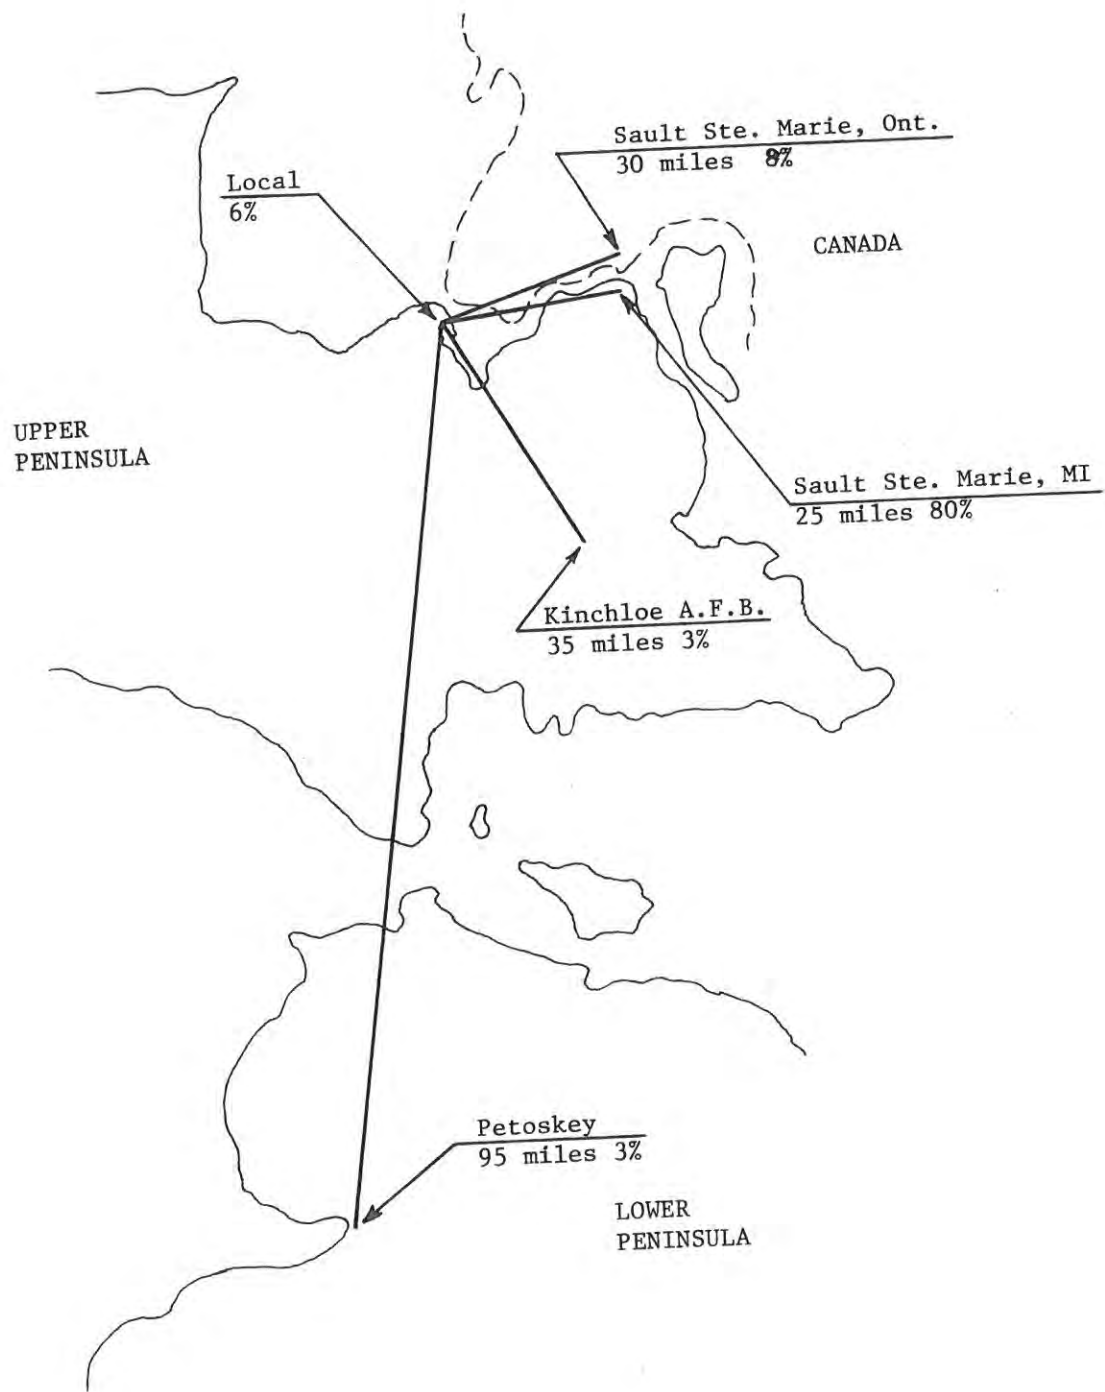 Sault Ste. Marie, Ont.
30 miles 8%
Local
6%
CANADA
UPPER
PENINSULA
Sault Ste. Marie, MI
25 miles 80%
Kinchloe A.F.B.
35 miles 3%
Petoskey
95 miles 3%
LOWER
PENINSULA